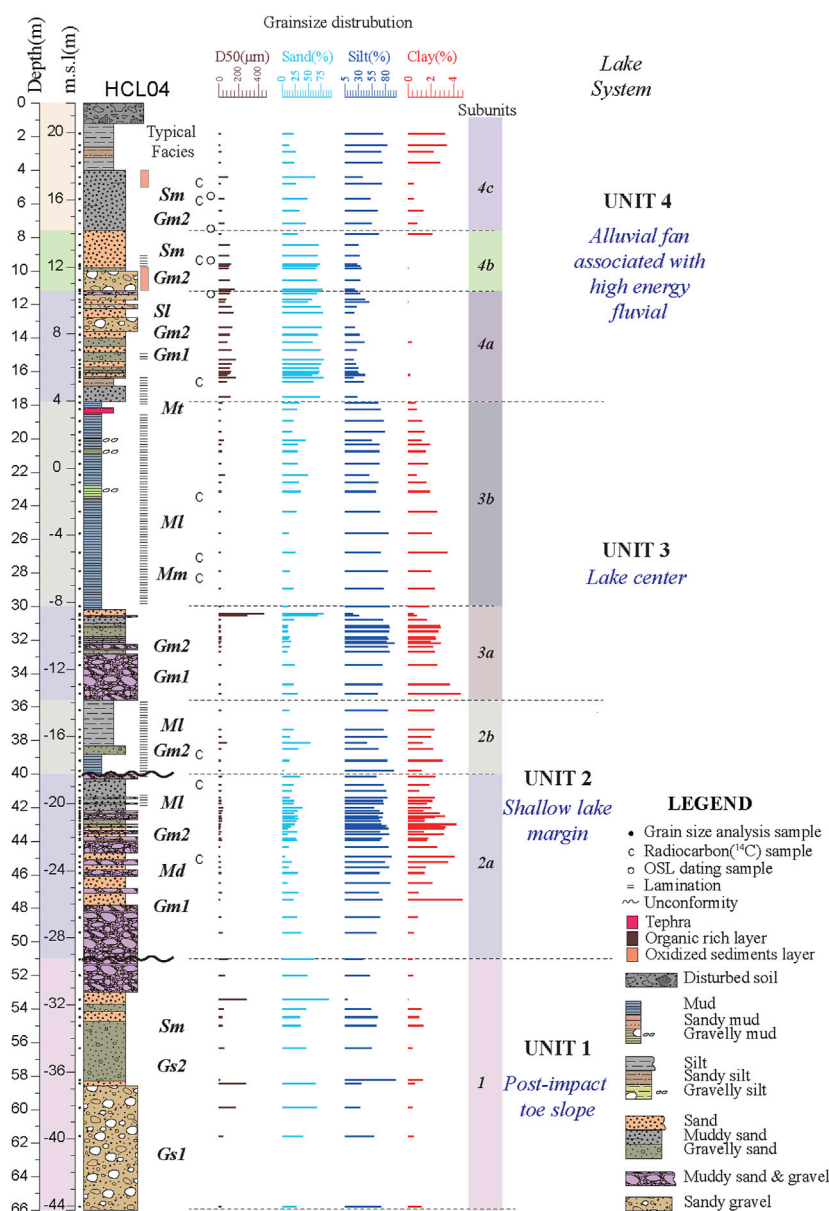 Grainsize distrubution
Depth(m)
m.s.l(m)
HCL04
D50(μm)
Sand(%)
Silt(%)
Clay(%)
Lake
System
0
200
400
0
25
50
75
5
30
55
80
0
2
4
Subunits
0
2
4
6
8
10
12
14
16
18
20
22
24
26
28
30
32
34
36
38
40
42
44
46
48
50
52
54
56
58
60
62
64
66
20
16
12
8
4
0
-4
-8
-12
-16
-20
-24
-28
-32
-36
-40
-44
Typical
Facies
Sm
Gm2
Sm
Gm2
Sl
Gm2
Gm1
Mt
Ml
Mm
Gm2
Gm1
Ml
Gm2
Ml
Gm2
Md
Gm1
Sm
Gs2
Gs1
C
C
C
C
C
C
C
C
C
C
4c
4b
4a
3b
3a
2b
2a
1
UNIT 4
Alluvial fan
associated with
high energy
fluvial
UNIT 3
Lake center
UNIT 2
Shallow lake
margin
UNIT 1
Post-impact
toe slope
LEGEND
Grain size analysis sample
C Radiocarbon(¹⁴C) sample
OSL dating sample
Lamination
Unconformity
Tephra
Organic rich layer
Oxidized sediments layer
Disturbed soil
Mud
Sandy mud
Gravelly mud
Silt
Sandy silt
Gravelly silt
Sand
Muddy sand
Gravelly sand
Muddy sand & gravel
Sandy gravel